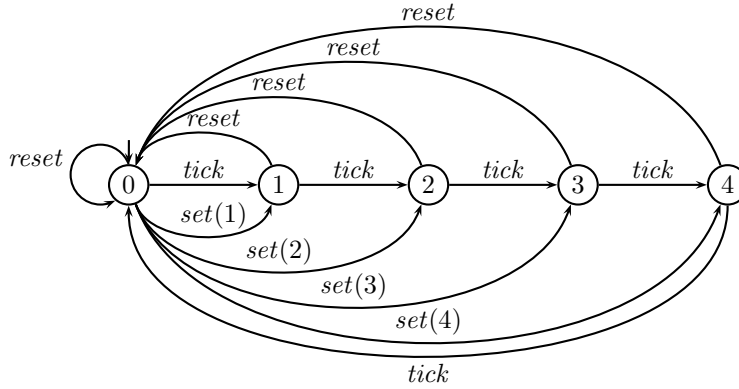 reset
reset
reset
reset
reset
0 tick 1 tick 2 tick 3 tick 4
set(1)
set(2)
set(3)
set(4)
tick